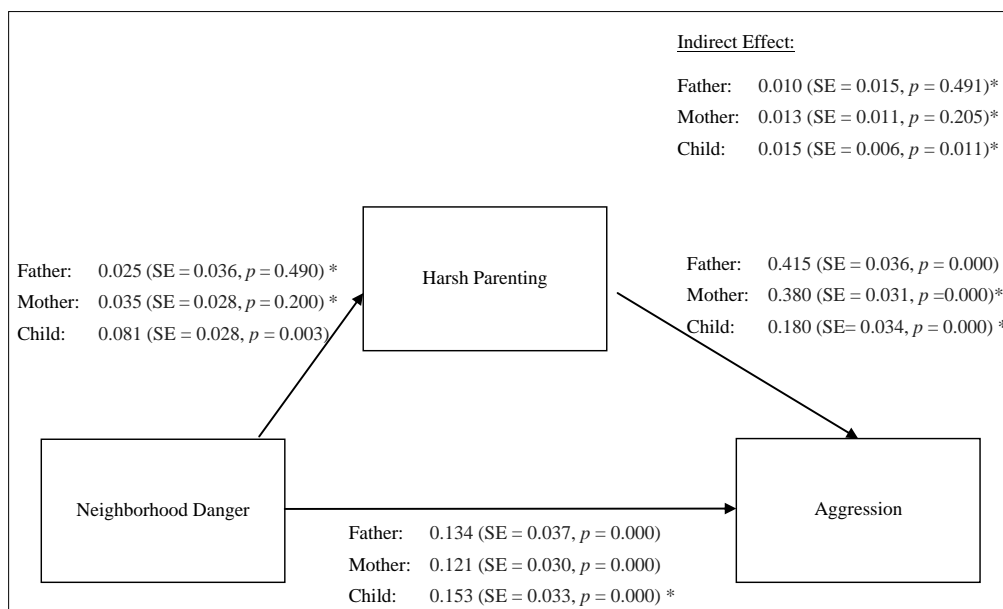 Indirect Effect:
Father: 0.010 (SE = 0.015, p = 0.491)*
Mother: 0.013 (SE = 0.011, p = 0.205)*
Child: 0.015 (SE = 0.006, p = 0.011)*
Father: 0.025 (SE = 0.036, p = 0.490) *
Mother: 0.035 (SE = 0.028, p = 0.200) *
Child: 0.081 (SE = 0.028, p = 0.003)
Harsh Parenting
Father: 0.415 (SE = 0.036, p = 0.000)
Mother: 0.380 (SE = 0.031, p =0.000)*
Child: 0.180 (SE= 0.034, p = 0.000) *
Neighborhood Danger
Aggression
Father: 0.134 (SE = 0.037, p = 0.000)
Mother: 0.121 (SE = 0.030, p = 0.000)
Child: 0.153 (SE = 0.033, p = 0.000) *